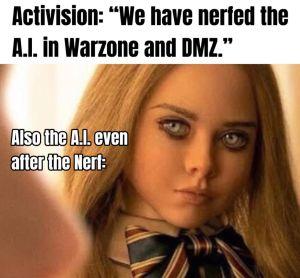 Activision: “We have nerfed the
A.I. in Warzone and DMZ.”
Also the A.I. even
after the Nerf: